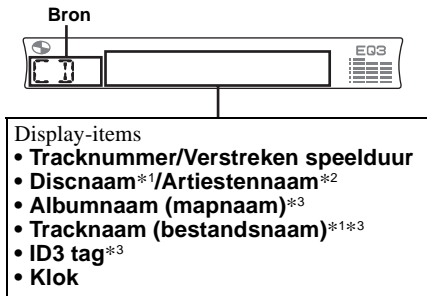 Bron
EQ3
CD
Display-items
• Tracknummer/Verstreken speelduur
• Discnaam*1/Artiestennaam*2
• Albumnaam (mapnaam)*3
• Tracknaam (bestandsnaam)*1*3
• ID3 tag*3
• Klok